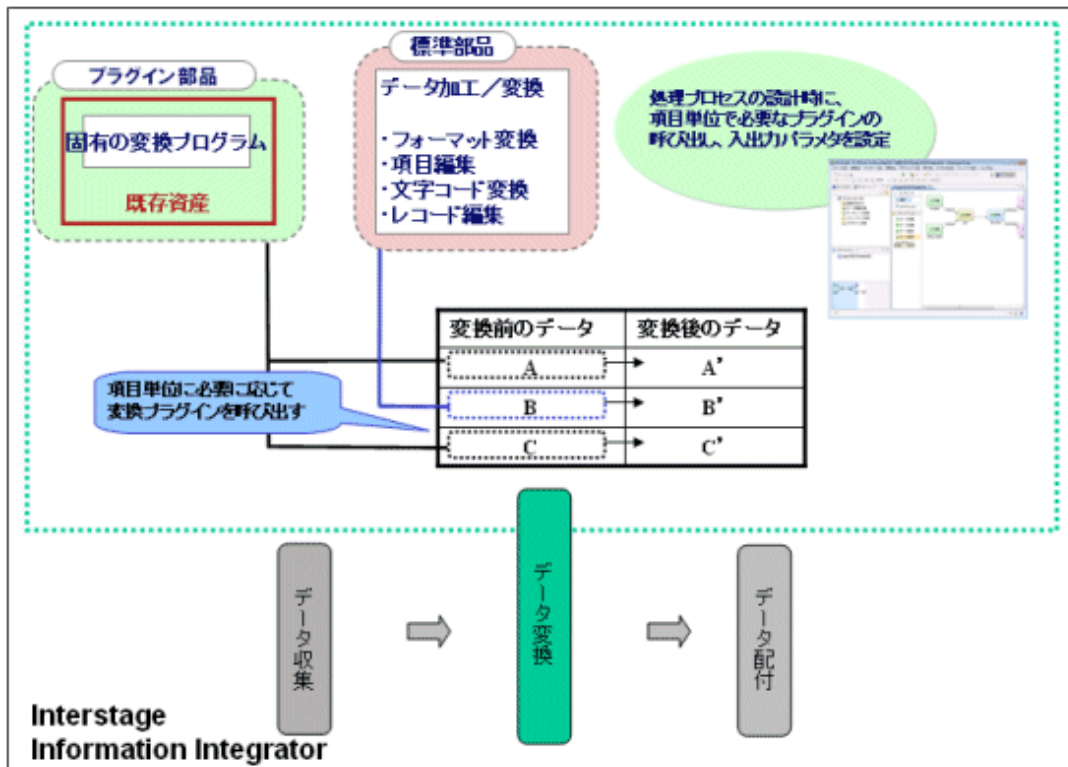 プラグイン部品
固有の変換プログラム
既存資産
標準部品
データ加工／変換
・フォーマット変換
・項目編集
・文字コード変換
・レコード編集
処理プロセスの設計時に、
項目単位で必要なプラグインの
呼び出し、入出力パラメタを設定
変換前のデータ
変換後のデータ
A
A’
B
B’
C
C’
項目単位に必要に応じて
変換プラグインを呼び出す
データ収集
データ変換
データ配付
Interstage
Information Integrator